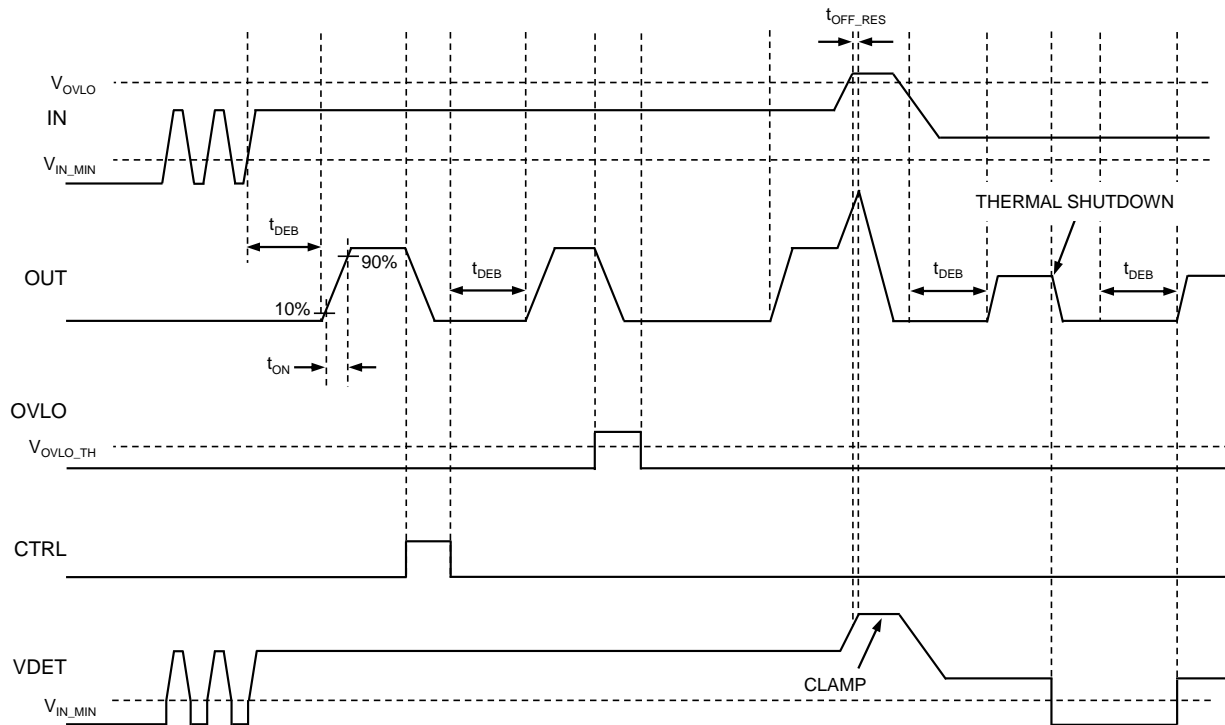 tOFF_RES
VOVLO
IN
VIN_MIN
THERMAL SHUTDOWN
tDEB
90%
tDEB
tDEB
tDEB
OUT
10%
tON
OVLO
VOVLO_TH
CTRL
VDET
CLAMP
VIN_MIN